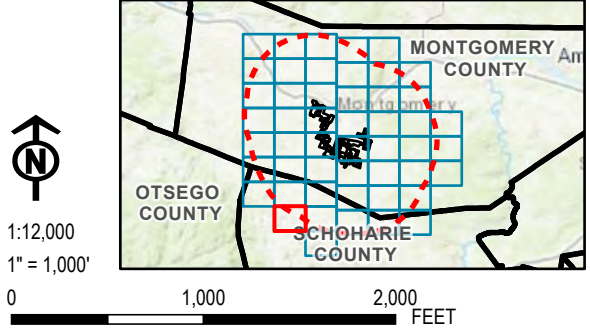 MONTGOMERY
COUNTY
Am
Montgomery
N
OTSEGO
COUNTY
SCHOHARIE
COUNTY
1:12,000
1" = 1,000'
0 1,000 2,000
FEET